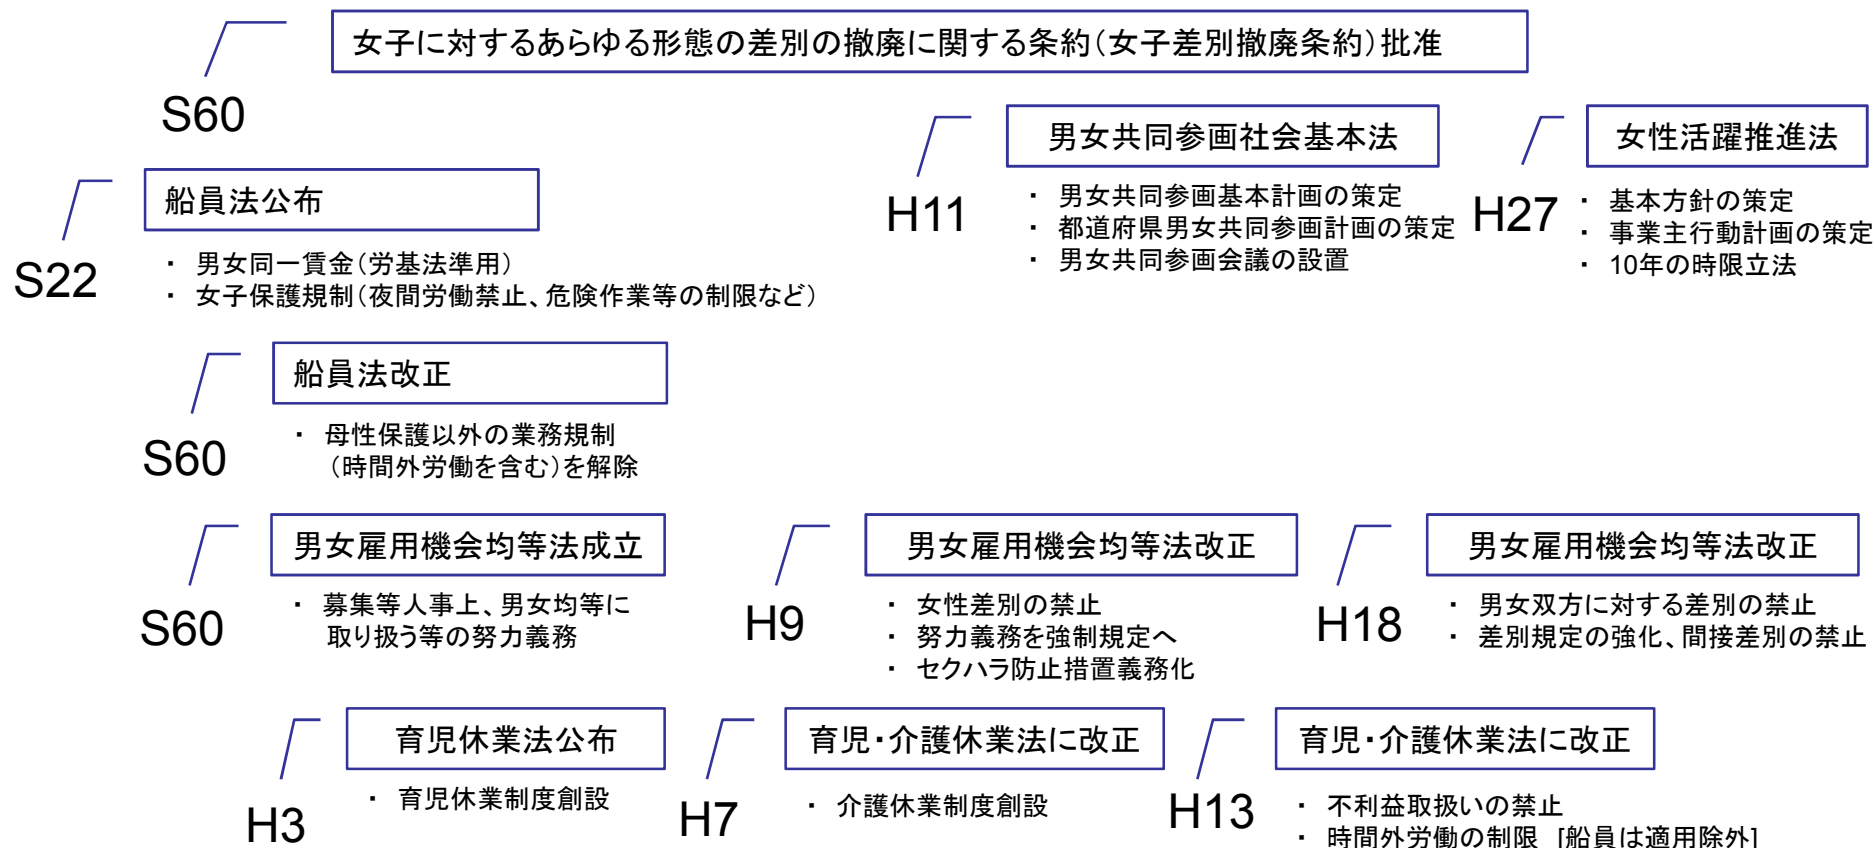 女子に対するあらゆる形態の差別の撤廃に関する条約(女子差別撤廃条約)批准
S60
男女共同参画社会基本法
H11
・ 男女共同参画基本計画の策定
・ 都道府県男女共同参画計画の策定
・ 男女共同参画会議の設置
女性活躍推進法
H27
・ 基本方針の策定
・ 事業主行動計画の策定
・ 10年の時限立法
船員法公布
S22
・ 男女同一賃金(労基法準用)
・ 女子保護規制(夜間労働禁止、危険作業等の制限など)
船員法改正
S60
・ 母性保護以外の業務規制
(時間外労働を含む)を解除
男女雇用機会均等法成立
S60
・ 募集等人事上、男女均等に
取り扱う等の努力義務
男女雇用機会均等法改正
H9
・ 女性差別の禁止
・ 努力義務を強制規定へ
・ セクハラ防止措置義務化
男女雇用機会均等法改正
H18
・ 男女双方に対する差別の禁止
・ 差別規定の強化、間接差別の禁止
育児休業法公布
H3
・ 育児休業制度創設
育児・介護休業法に改正
H7
・ 介護休業制度創設
育児・介護休業法に改正
H13
・ 不利益取扱いの禁止
・ 時間外労働の制限 [船員は適用除外]